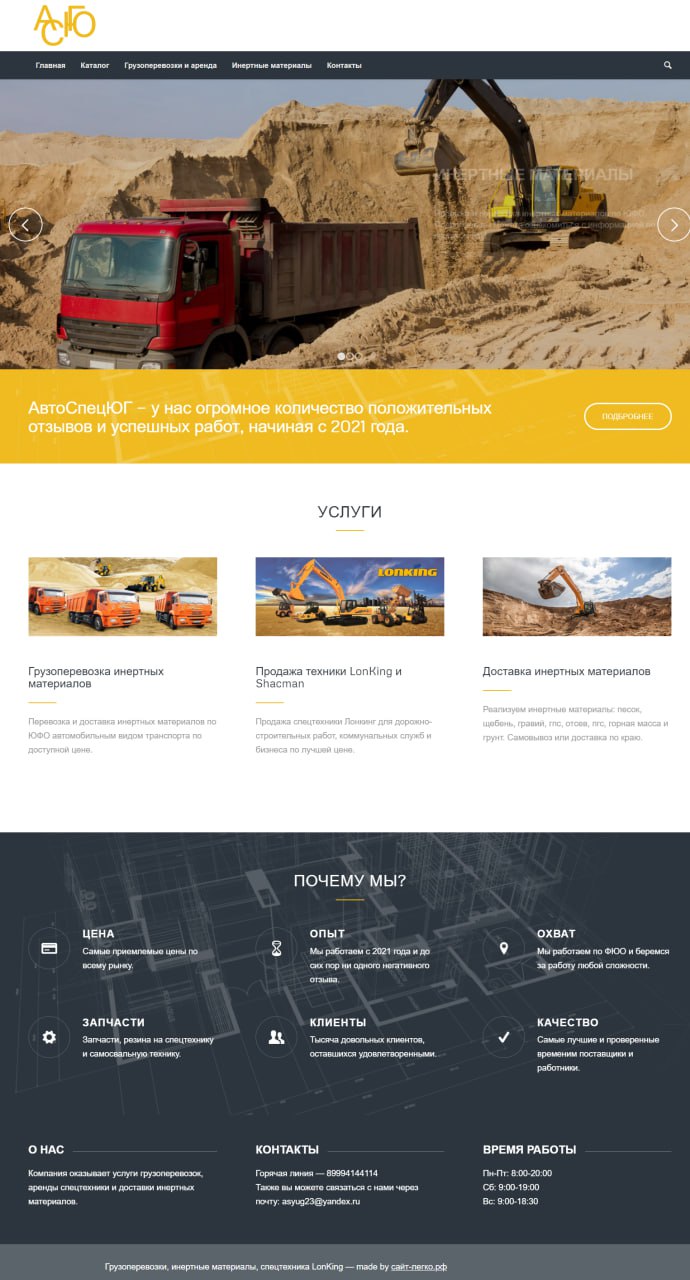 АСЮГ
Главная Каталог Грузоперевозки и аренда Инертные материалы Контакты
ИНЕРТНЫЕ МАТЕРИАЛЫ
АвтоСпецЮГ – у нас огромное количество положительных
отзывов и успешных работ, начиная с 2021 года.
ПОДРОБНЕЕ
УСЛУГИ
LONKING
Грузоперевозка инертных
материалов
Перевозка и доставка инертных материалов по
ЮФО автомобильным видом транспорта по
доступной цене.
Продажа техники LonKing и
Shacman
Продажа спецтехники Лонкинг для дорожно-
строительных работ, коммунальных служб и
бизнеса по лучшей цене.
Доставка инертных материалов
Реализуем инертные материалы: песок,
щебень, гравий, гпс, отсев, пгс, горная масса и
грунт. Самовывоз или доставка по краю.
ПОЧЕМУ МЫ?
ЦЕНА
Самые приемлемые цены по
всему рынку.
ОПЫТ
Мы работаем с 2021 года и до
сих пор ни одного негативного
отзыва.
ОХВАТ
Мы работаем по ФЮО и беремся
за работу любой сложности.
ЗАПЧАСТИ
Запчасти, резина на спецтехнику
и самосвальную технику.
КЛИЕНТЫ
Тысяча довольных клиентов,
оставшихся удовлетворенными.
КАЧЕСТВО
Самые лучшие и проверенные
временим поставщики и
работники.
О НАС
Компания оказывает услуги грузоперевозок,
аренды спецтехники и доставки инертных
материалов.
КОНТАКТЫ
Горячая линия — 89994144114
Также вы можете связаться с нами через
почту: asyug23@yandex.ru
ВРЕМЯ РАБОТЫ
Пн-Пт: 8:00-20:00
Сб: 9:00-19:00
Вс: 9:00-18:30
Грузоперевозки, инертные материалы, спецтехника LonKing — made by сайт-легко.рф